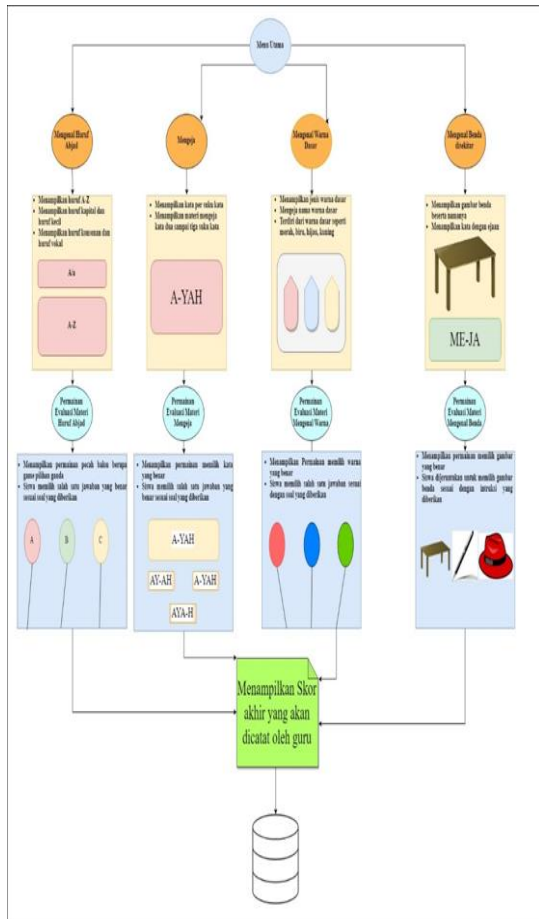 Menu Utama
Mengenal Huruf
Abjad
Mengeja
Mengenal Warna
Dasar
Mengenal Benda
disekitar
• Menampilkan huruf A-Z
• Menampilkan huruf kapital dan
huruf kecil
• Menampilkan huruf konsonan dan
huruf vokal
A/a
A-Z
• Menampilkan kata per suku kata
• Menampilkan materi mengeja
kata dua sampai tiga suku kata
A-YAH
• Menampilkan jenis warna dasar
• Mengeja nama warna dasar
• Terdiri dari warna dasar seperti
merah, biru, hijau, kuning
• Menampilkan gambar benda
beserta namanya
• Menampilkan kata dengan ejaan
ME-JA
Permainan
Evaluasi Materi
Huruf Abjad
Permainan
Evaluasi Materi
Mengeja
Permainan
Evaluasi Materi
Mengenal Warna
Permainan
Evaluasi Materi
Mengenal Benda
• Menampilkan permainan pecah balon berupa
game pilihan ganda
• Siswa memilih salah satu jawaban yang benar
sesuai soal yang diberikan
A
B
C
• Menampilkan permainan memilih kata
yang benar
• Siswa memilih salah satu jawaban yang
benar sesuai soal yang diberikan
A-YAH
AY-AH
A-YAH
AYA-H
• Menampilkan Permainan memilih warna
yang benar
• Siswa memilih salah satu jawaban sesuai
dengan soal yang diberikan
• Menampilkan permainan memilih gambar
yang benar
• Siswa diperuntukan untuk memilih gambar
benda sesuai dengan intruksi yang
diberikan
Menampilkan Skor
akhir yang akan
dicatat oleh guru